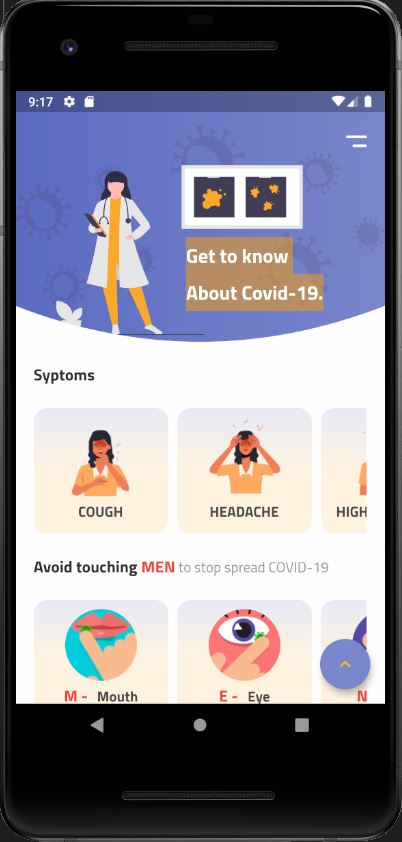 9:17
Get to know
About Covid-19.
Syptoms
COUGH HEADACHE HIGH
Avoid touching MEN to stop spread COVID-19
M - Mouth E - Eye N